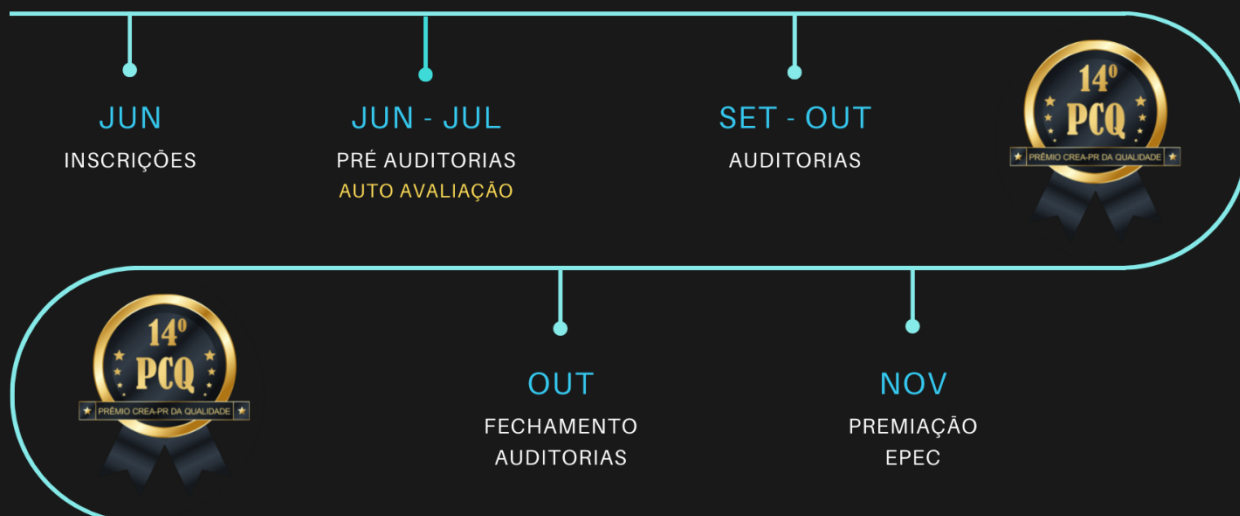 JUN
INSCRIÇÕES
JUN - JUL
PRÉ AUDITORIAS
AUTO AVALIAÇÃO
SET - OUT
AUDITORIAS
14º
PCQ
PRÊMIO CREA-PR DA QUALIDADE
14º
PCQ
PRÊMIO CREA-PR DA QUALIDADE
OUT
FECHAMENTO
AUDITORIAS
NOV
PREMIAÇÃO
EPEC